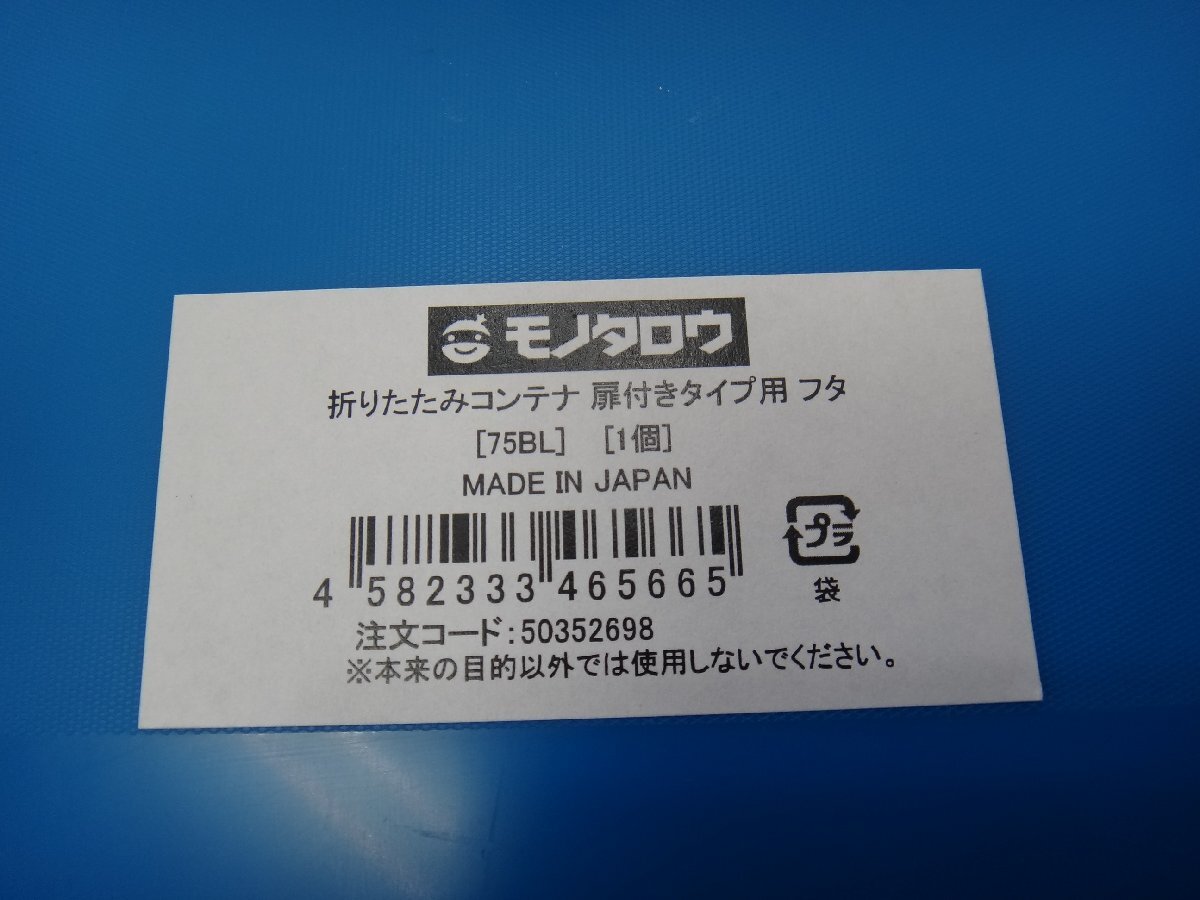 モノタロウ
折りたたみコンテナ 扉付きタイプ用 フタ
[75BL] [1個]
MADE IN JAPAN
プラ
4 582333 465665
袋
注文コード:50352698
※本来の目的以外では使用しないでください。